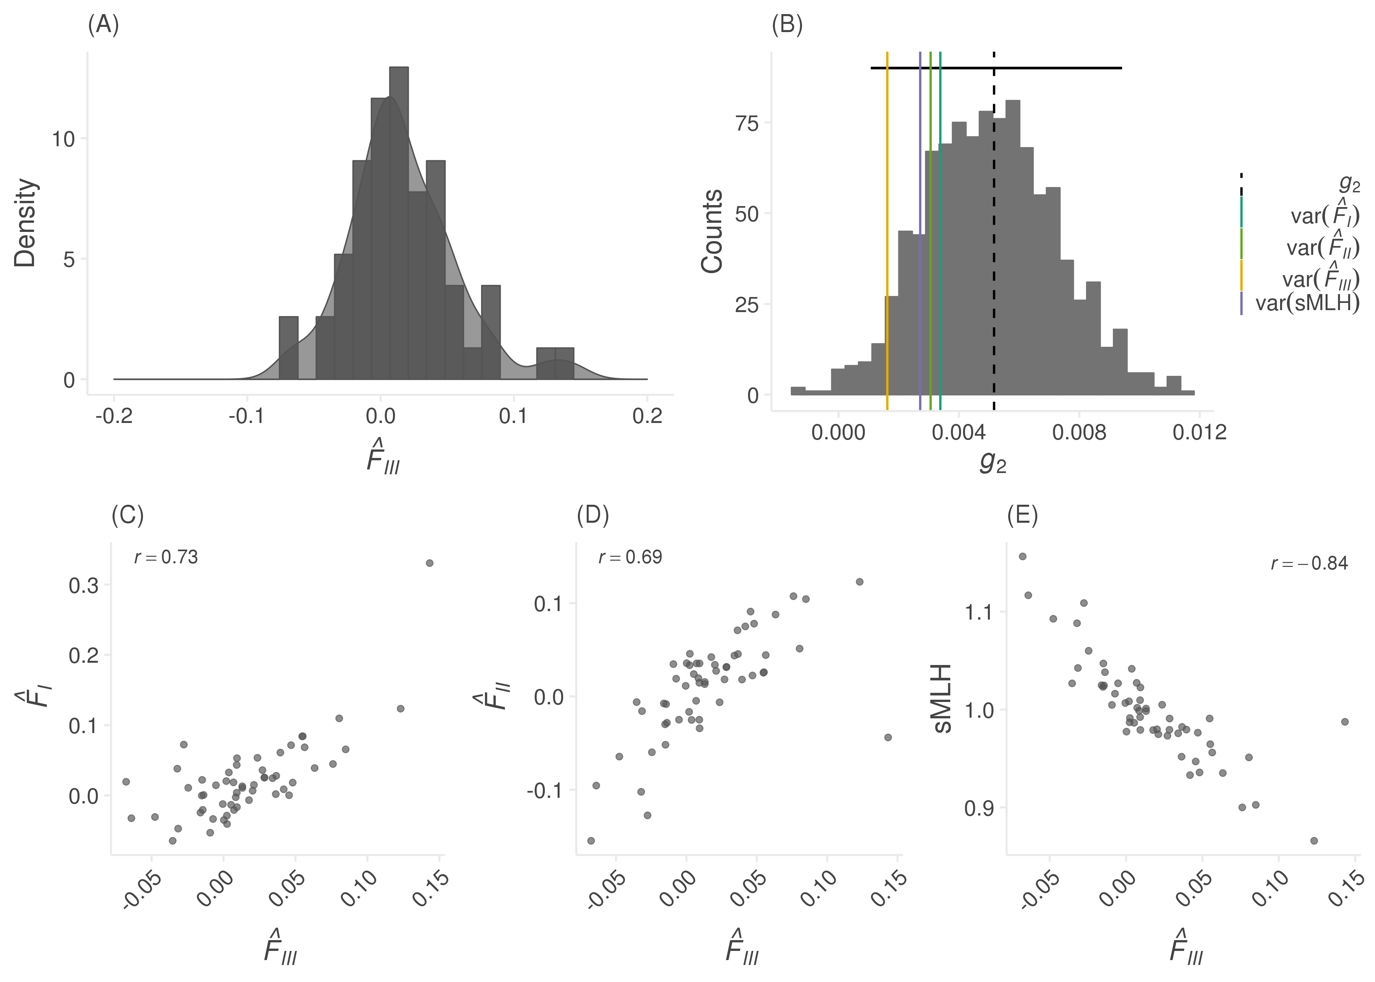 (A)
Density
10
5
0
-0.2 -0.1 0.0 0.1 0.2
F̂III
(B)
Counts
75
50
25
0
0.000 0.004 0.008 0.012
g2
g2
var(F̂I)
var(F̂II)
var(F̂III)
var(sMLH)
(C)
r = 0.73
F̂I
0.3
0.2
0.1
0.0
-0.05 0.00 0.05 0.10 0.15
F̂III
(D)
r = 0.69
F̂II
0.1
0.0
-0.1
-0.05 0.00 0.05 0.10 0.15
F̂III
(E)
r = −0.84
sMLH
1.1
1.0
0.9
-0.05 0.00 0.05 0.10 0.15
F̂III